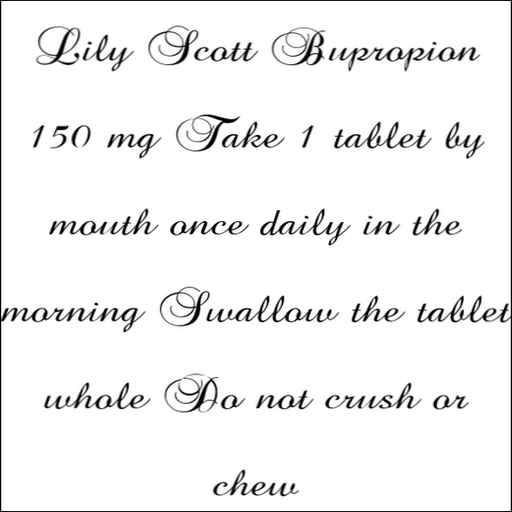 Lily Scott Bupropion
150 mg Take 1 tablet by
mouth once daily in the
morning Swallow the tablet
whole Do not crush or
chew